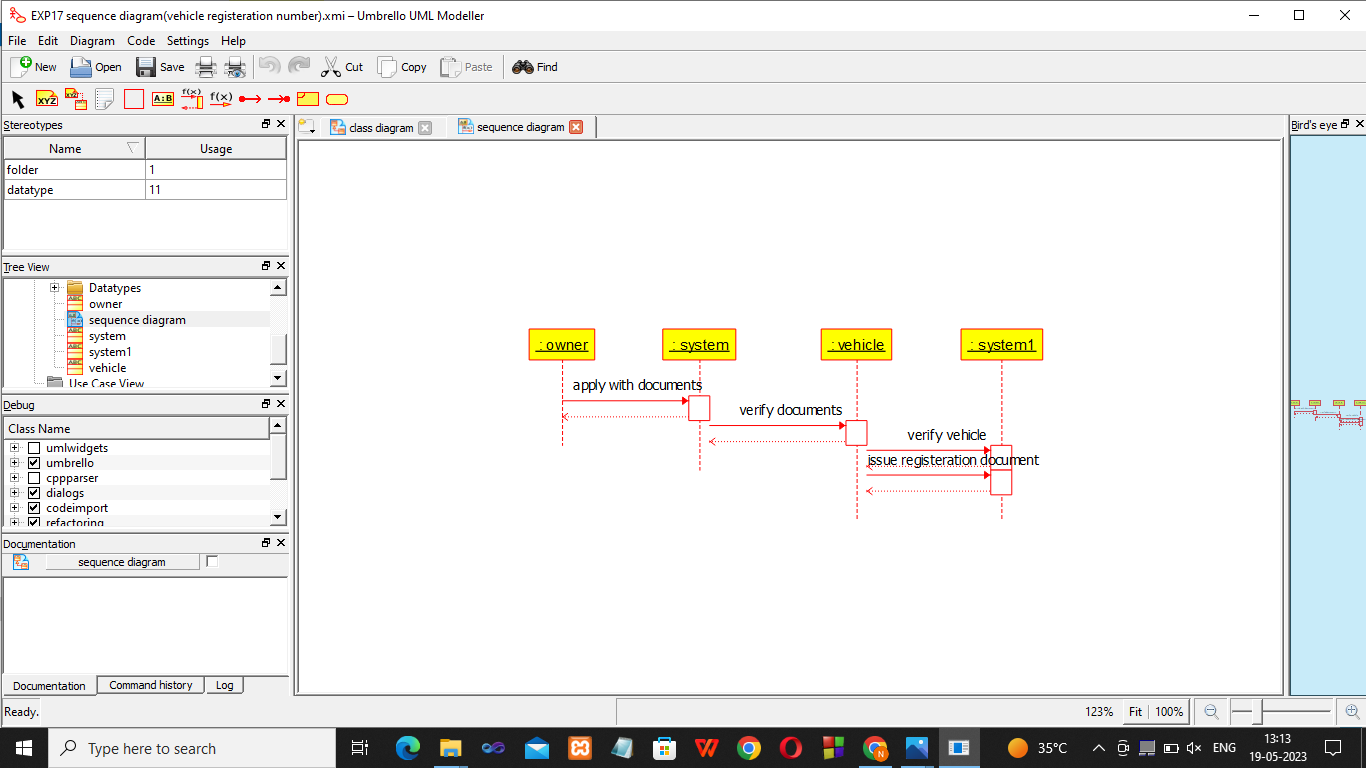 EXP17 sequence diagram(vehicle registeration number).xmi – Umbrello UML Modeller
File Edit Diagram Code Settings Help
New Open Save Cut Copy Paste Find
XYZ XYZ A:B f(x) f(x)
Stereotypes
class diagram sequence diagram
Bird's eye
Name Usage
folder 1
datatype 11
Tree View
Datatypes
owner
sequence diagram
system
system1
vehicle
Use Case View
: owner : system : vehicle : system1
apply with documents
verify documents
verify vehicle
issue registeration document
Debug
Class Name
umlwidgets
umbrello
cppparser
dialogs
codeimport
refactoring
Documentation
sequence diagram
Documentation Command history Log
Ready. 123% Fit 100%
Type here to search
35°C ENG 13:13
19-05-2023